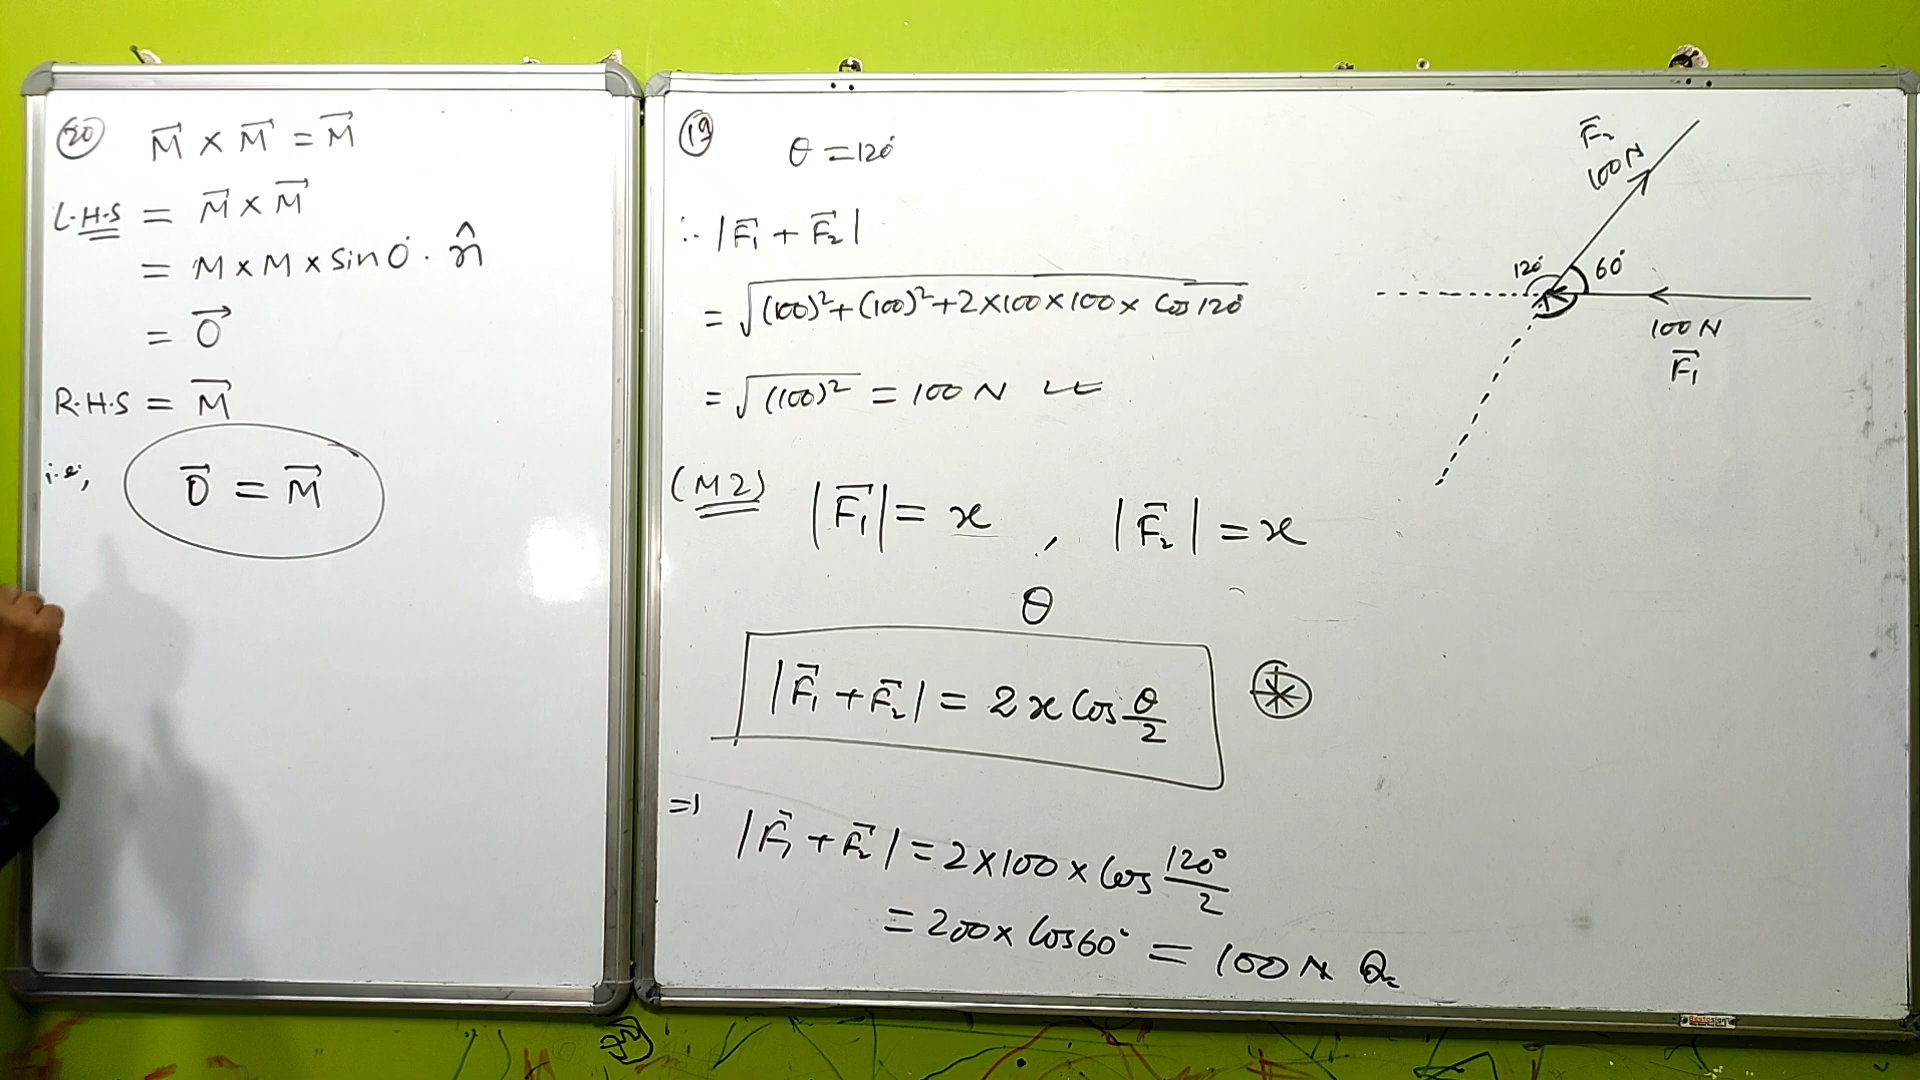 20 M⃗ × M⃗ = M⃗
L.H.S = M⃗ × M⃗
= M × M × sin 0° . n̂
= 0⃗
R.H.S = M⃗
i.e, 0⃗ = M⃗
19 θ = 120°
∴ |F⃗₁ + F⃗₂|
= √(100)² + (100)² + 2 × 100 × 100 × Cos 120°
= √(100)² = 100 N
(M2) |F⃗₁| = x , |F⃗₂| = x
θ
|F⃗₁ + F⃗₂| = 2x Cos θ/2
⇒ |F⃗₁ + F⃗₂| = 2 × 100 × Cos 120°/2
= 200 × Cos 60° = 100 N
F⃗₂
100 N
120° 60°
100 N
F⃗₁